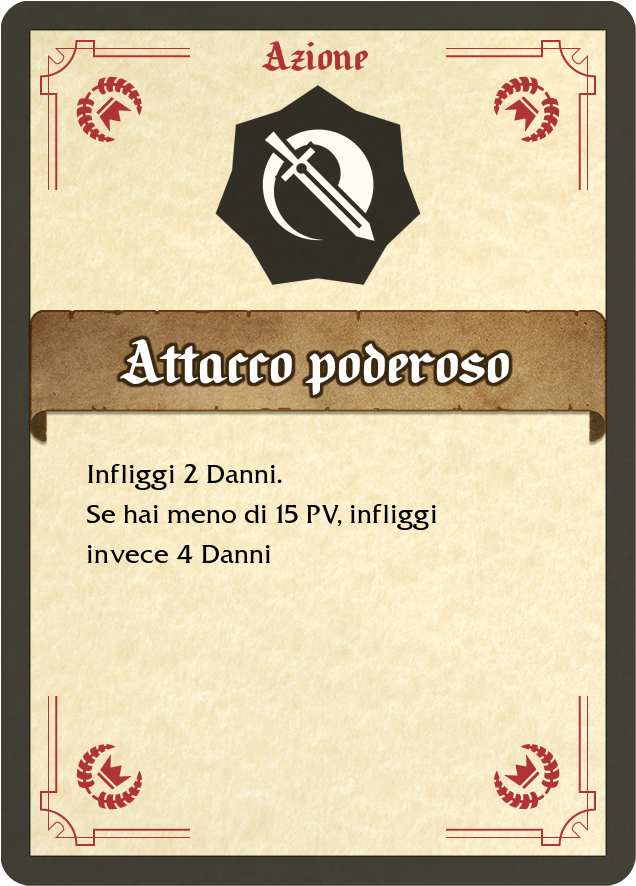 Azione
Attacco poderoso
Infliggi 2 Danni.
Se hai meno di 15 PV, infliggi
invece 4 Danni